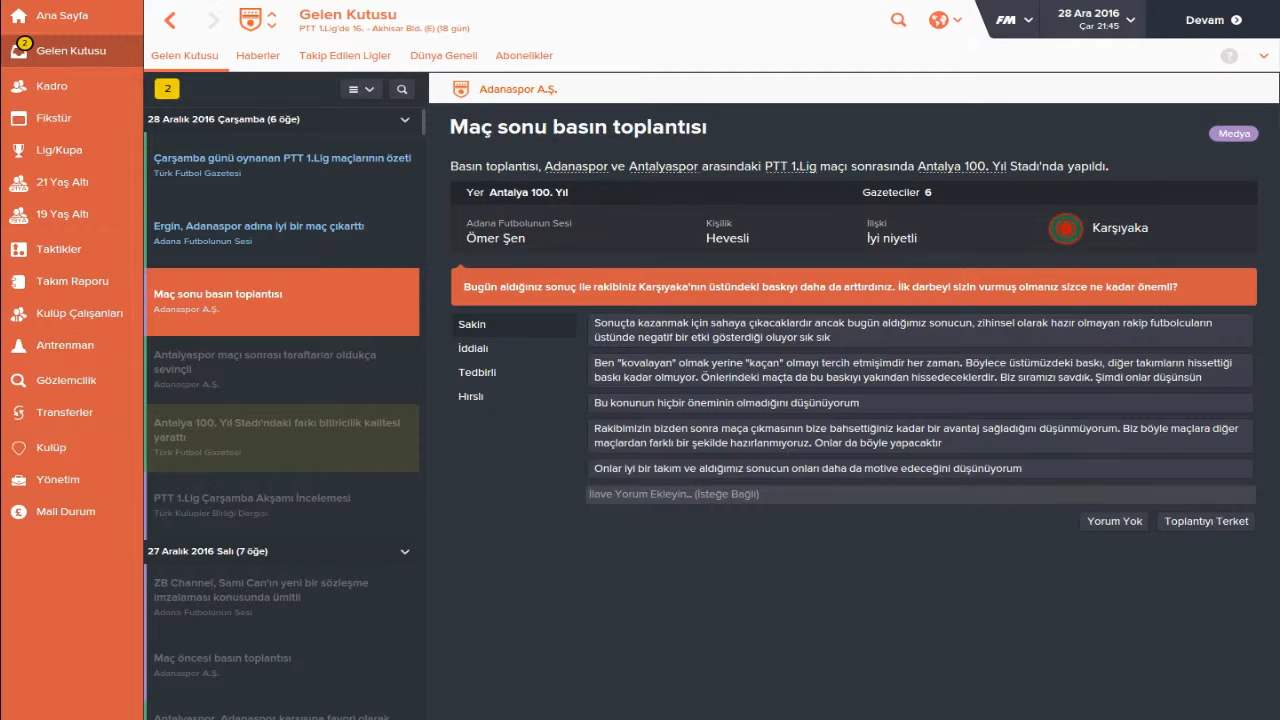 Ana Sayfa
2
Gelen Kutusu
Kadro
Fikstür
Lig/Kupa
21 Yaş Altı
19 Yaş Altı
Taktikler
Takım Raporu
Kulüp Çalışanları
Antrenman
Gözlemcilik
Transferler
Kulüp
Yönetim
Mali Durum
Gelen Kutusu
PTT 1.Lig'de 16. - Akhisar Bld. (E) (18 gün)
FM
28 Ara 2016
Çar 21:45
Devam
Gelen Kutusu
Haberler
Takip Edilen Ligler
Dünya Geneli
Abonelikler
?
2
28 Aralık 2016 Çarşamba (6 öğe)
Çarşamba günü oynanan PTT 1.Lig maçlarının özeti
Türk Futbol Gazetesi
Ergin, Adanaspor adına iyi bir maç çıkarttı
Adana Futbolunun Sesi
Maç sonu basın toplantısı
Adanaspor A.Ş.
Antalyaspor maçı sonrası taraftarlar oldukça
sevinçli
Adanaspor A.Ş.
Antalya 100. Yıl Stadı'ndaki farkı bitiricilik kalitesi
yarattı
Türk Futbol Gazetesi
PTT 1.Lig Çarşamba Akşamı İncelemesi
Türk Kulüpler Birliği Dergisi
27 Aralık 2016 Salı (7 öğe)
ZB Channel, Sami Can'ın yeni bir sözleşme
imzalaması konusunda ümitli
Adana Futbolunun Sesi
Maç öncesi basın toplantısı
Adanaspor A.Ş.
Antalyaspor, Adanaspor karşısına favori olarak
Adanaspor A.Ş.
Maç sonu basın toplantısı
Medya
Basın toplantısı, Adanaspor ve Antalyaspor arasındaki PTT 1.Lig maçı sonrasında Antalya 100. Yıl Stadı'nda yapıldı.
Yer Antalya 100. Yıl
Gazeteciler 6
Adana Futbolunun Sesi
Ömer Şen
Kişilik
Hevesli
İlişki
İyi niyetli
Karşıyaka
Bugün aldığınız sonuç ile rakibiniz Karşıyaka'nın üstündeki baskıyı daha da arttırdınız. İlk darbeyi sizin vurmuş olmanız sizce ne kadar önemli?
Sakin
İddialı
Tedbirli
Hırslı
Sonuçta kazanmak için sahaya çıkacaklardır ancak bugün aldığımız sonucun, zihinsel olarak hazır olmayan rakip futbolcuların
üstünde negatif bir etki gösterdiği oluyor sık sık
Ben "kovalayan" olmak yerine "kaçan" olmayı tercih etmişimdir her zaman. Böylece üstümüzdeki baskı, diğer takımların hissettiği
baskı kadar olmuyor. Önlerindeki maçta da bu baskıyı yakından hissedeceklerdir. Biz sıramızı savdık. Şimdi onlar düşünsün
Bu konunun hiçbir öneminin olmadığını düşünüyorum
Rakibimizin bizden sonra maça çıkmasının bize bahsettiğiniz kadar bir avantaj sağladığını düşünmüyorum. Biz böyle maçlara diğer
maçlardan farklı bir şekilde hazırlanmıyoruz. Onlar da böyle yapacaktır
Onlar iyi bir takım ve aldığımız sonucun onları daha da motive edeceğini düşünüyorum
İlave Yorum Ekleyin... (İsteğe Bağlı)
Yorum Yok
Toplantıyı Terket